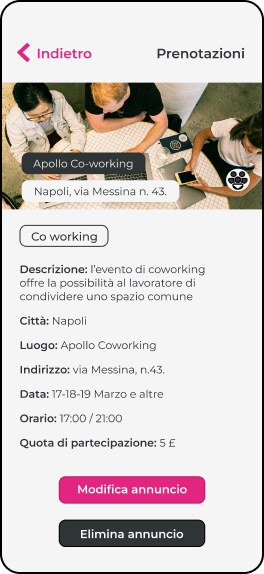 Indietro
Prenotazioni
Apollo Co-working
Napoli, via Messina n. 43.
Co working
Descrizione: l'evento di coworking
offre la possibilità al lavoratore di
condividere uno spazio comune
Città: Napoli
Luogo: Apollo Coworking
Indirizzo: via Messina, n.43.
Data: 17-18-19 Marzo e altre
Orario: 17:00 / 21:00
Quota di partecipazione: 5 £
Modifica annuncio
Elimina annuncio